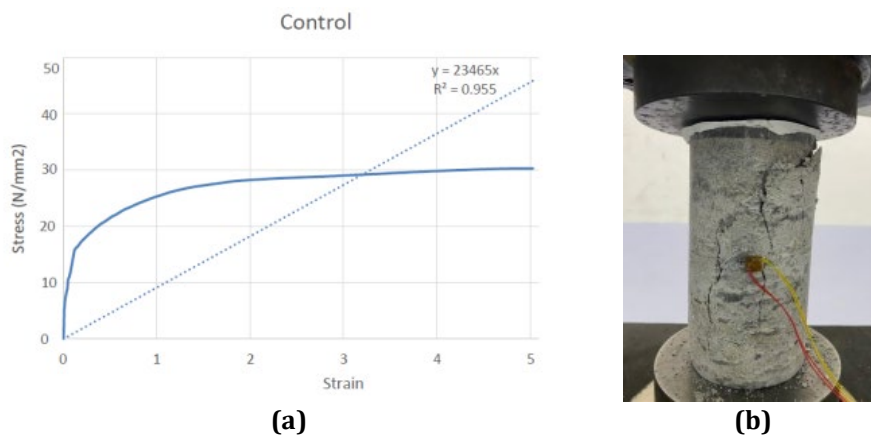 Control
y = 23465x
R² = 0.955
Stress (N/mm2)
50
40
30
20
10
0
0 1 2 3 4 5
Strain
(a) (b)